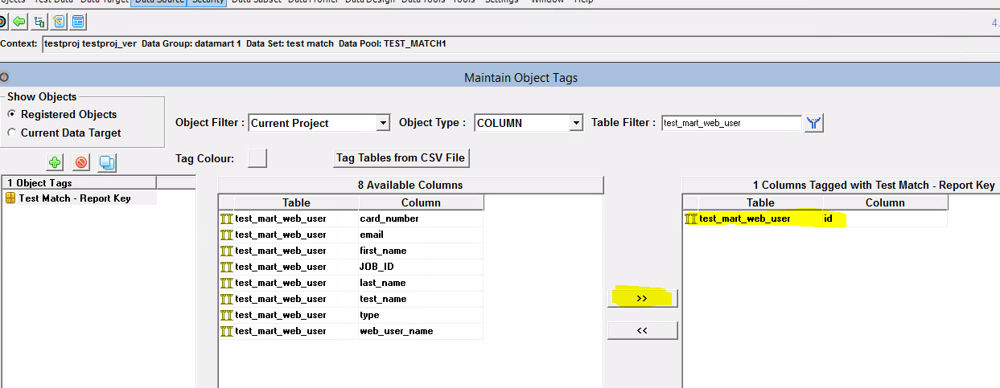 Test Data Data Target Data Source Security Data Subset Data Profiler Data Design Data Tools Tools Settings Window Help
4.
Context: testproj testproj_ver Data Group: datamart 1 Data Set: test match Data Pool: TEST_MATCH1
Maintain Object Tags
Show Objects
Registered Objects
Current Data Target
Object Filter : Current Project Object Type : COLUMN Table Filter : test_mart_web_user
Tag Colour: Tag Tables from CSV File
1 Object Tags
Test Match - Report Key
8 Available Columns
Table Column
test_mart_web_user card_number
test_mart_web_user email
test_mart_web_user first_name
test_mart_web_user JOB_ID
test_mart_web_user last_name
test_mart_web_user test_name
test_mart_web_user type
test_mart_web_user web_user_name
>>
<<
1 Columns Tagged with Test Match - Report Key
Table Column
test_mart_web_user id